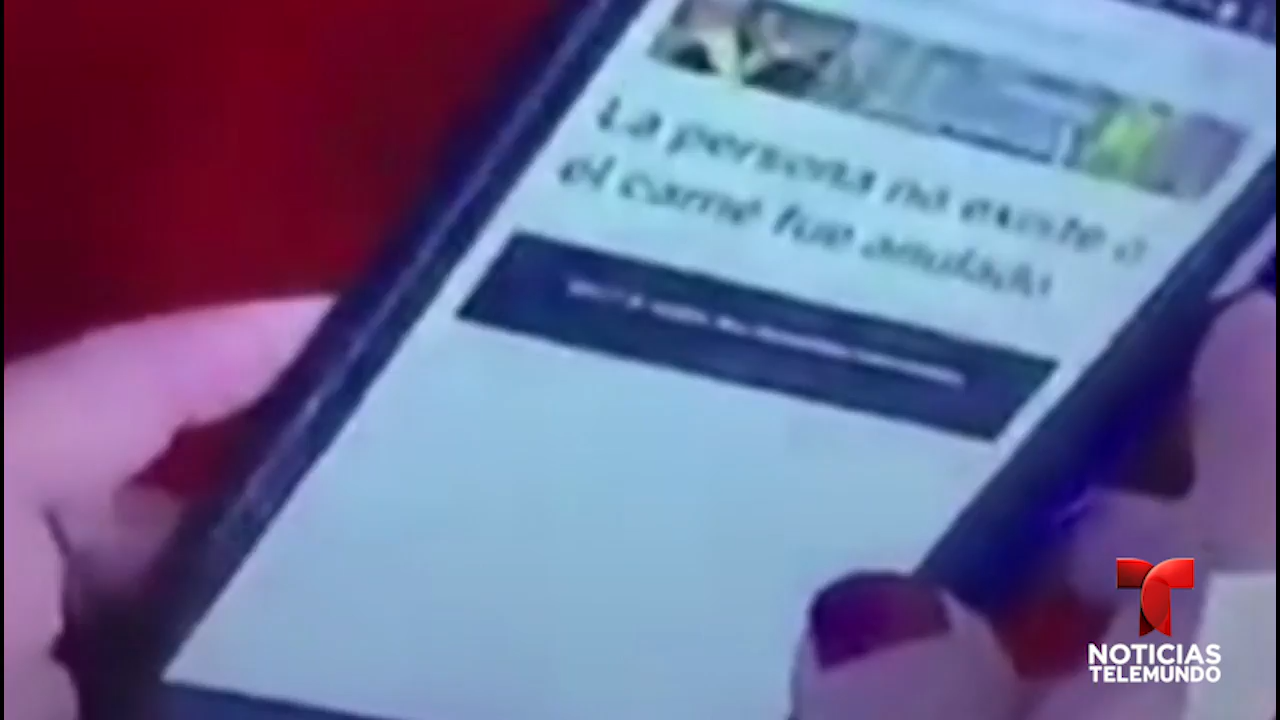 La persona no existe o
el carné fue anulado
NOTICIAS
TELEMUNDO